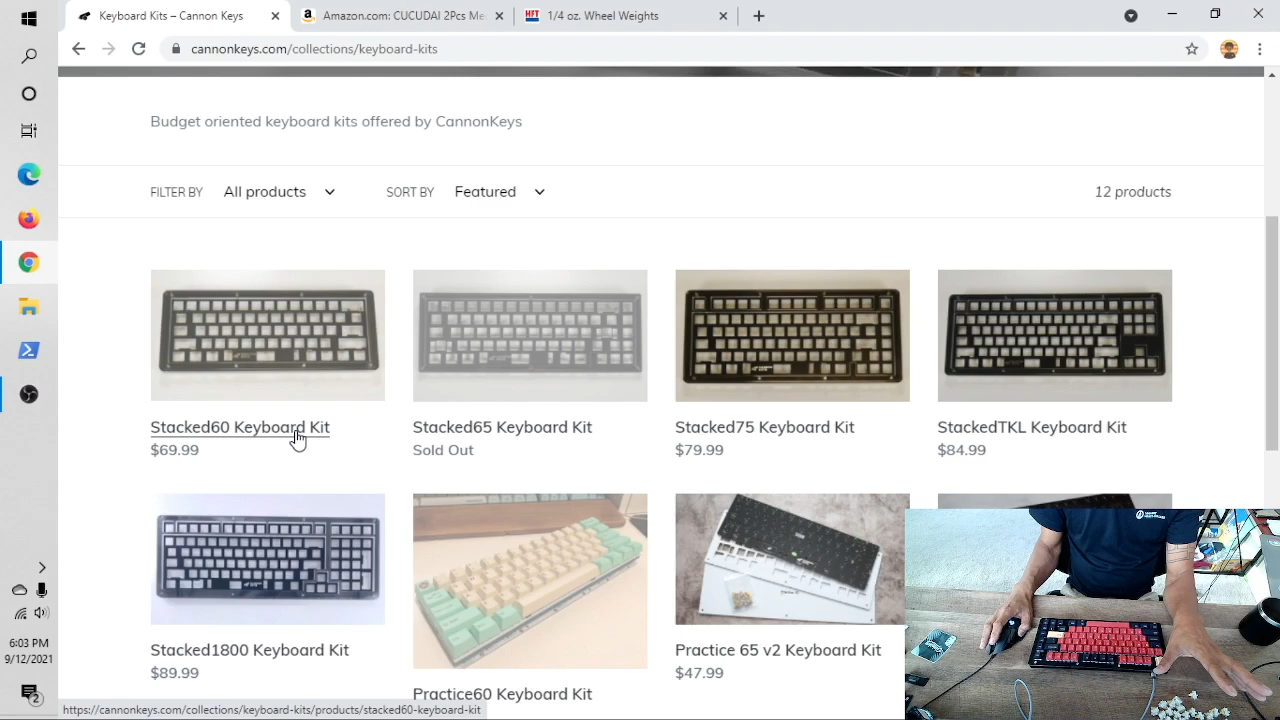 Keyboard Kits – Cannon Keys
Amazon.com: CUCUDAI 2Pcs Me
HFT 1/4 oz. Wheel Weights
cannonkeys.com/collections/keyboard-kits
Budget oriented keyboard kits offered by CannonKeys
FILTER BY All products SORT BY Featured 12 products
Stacked60 Keyboard Kit
$69.99
Stacked65 Keyboard Kit
Sold Out
Stacked75 Keyboard Kit
$79.99
StackedTKL Keyboard Kit
$84.99
Stacked1800 Keyboard Kit
$89.99
Practice60 Keyboard Kit
Practice 65 v2 Keyboard Kit
$47.99
6:03 PM
9/12/2021
2
https://cannonkeys.com/collections/keyboard-kits/products/stacked60-keyboard-kit